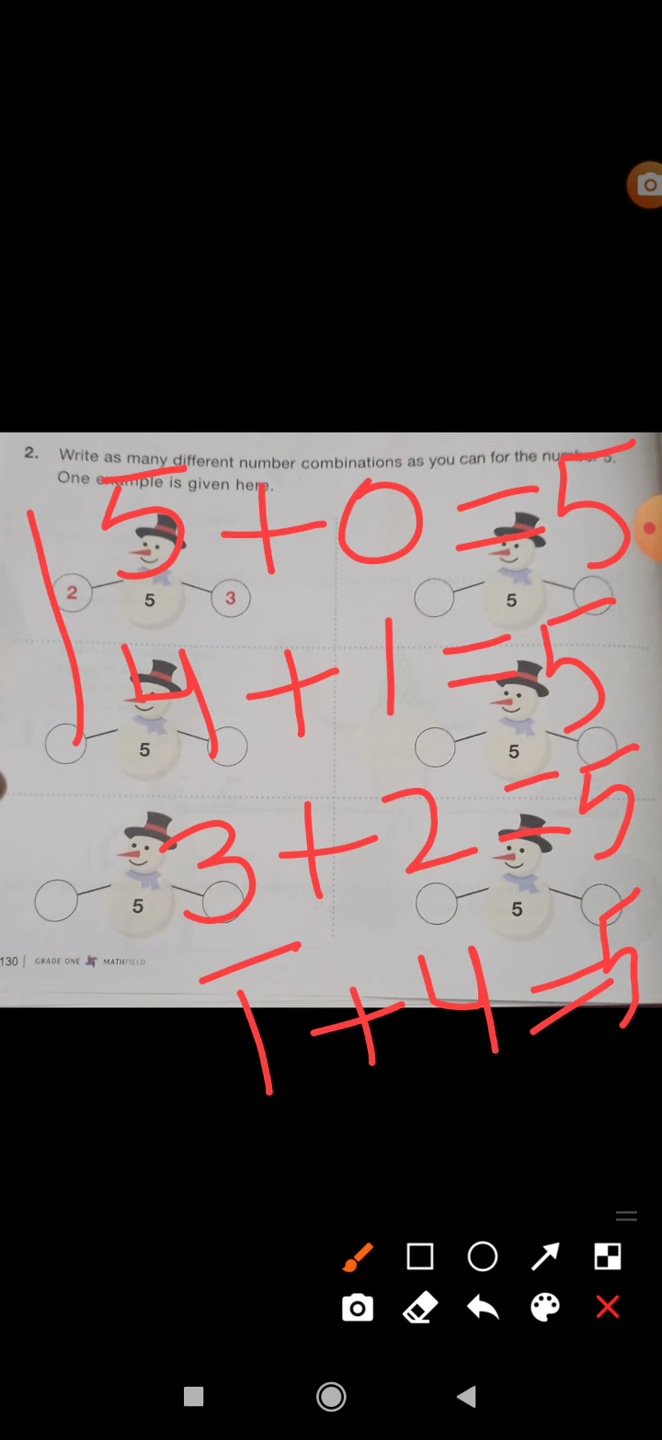 2. Write as many different number combinations as you can for the number 5.
One example is given here.
5 + 0 = 5
2 5 3
5
4 + 1 = 5
5
5
3 + 2 = 5
5
5
130 | GRADE ONE MATHFIELD
1 + 4 = 5